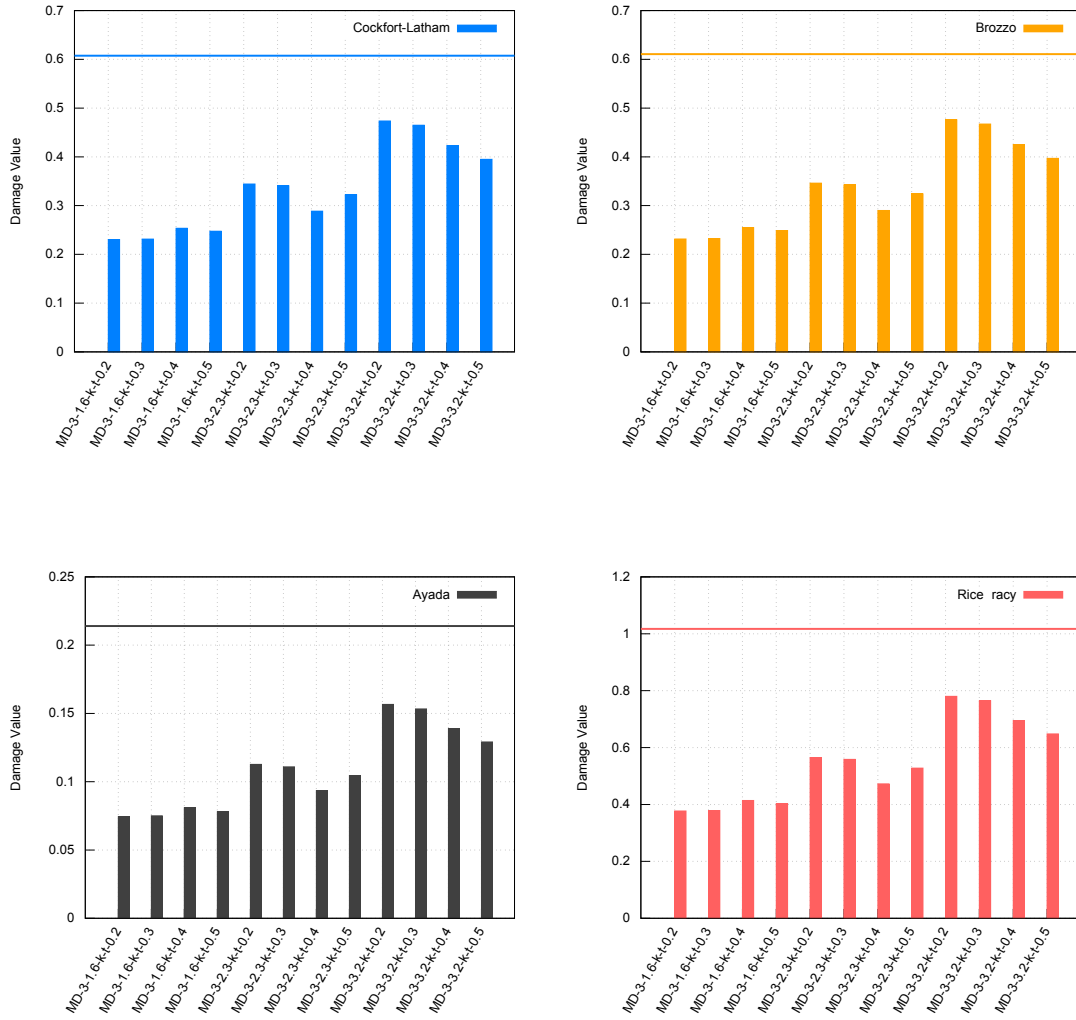 0.7
0.6
0.5
0.4
0.3
0.2
0.1
0
Damage Value
Cockfort-Latham
MD-3-1.6-k-t-0.2
MD-3-1.6-k-t-0.3
MD-3-1.6-k-t-0.4
MD-3-1.6-k-t-0.5
MD-3-2.3-k-t-0.2
MD-3-2.3-k-t-0.3
MD-3-2.3-k-t-0.4
MD-3-2.3-k-t-0.5
MD-3-3.2-k-t-0.2
MD-3-3.2-k-t-0.3
MD-3-3.2-k-t-0.4
MD-3-3.2-k-t-0.5
0.7
0.6
0.5
0.4
0.3
0.2
0.1
0
Damage Value
Brozzo
MD-3-1.6-k-t-0.2
MD-3-1.6-k-t-0.3
MD-3-1.6-k-t-0.4
MD-3-1.6-k-t-0.5
MD-3-2.3-k-t-0.2
MD-3-2.3-k-t-0.3
MD-3-2.3-k-t-0.4
MD-3-2.3-k-t-0.5
MD-3-3.2-k-t-0.2
MD-3-3.2-k-t-0.3
MD-3-3.2-k-t-0.4
MD-3-3.2-k-t-0.5
0.25
0.2
0.15
0.1
0.05
0
Damage Value
Ayada
MD-3-1.6-k-t-0.2
MD-3-1.6-k-t-0.3
MD-3-1.6-k-t-0.4
MD-3-1.6-k-t-0.5
MD-3-2.3-k-t-0.2
MD-3-2.3-k-t-0.3
MD-3-2.3-k-t-0.4
MD-3-2.3-k-t-0.5
MD-3-3.2-k-t-0.2
MD-3-3.2-k-t-0.3
MD-3-3.2-k-t-0.4
MD-3-3.2-k-t-0.5
1.2
1
0.8
0.6
0.4
0.2
0
Damage Value
Rice racy
MD-3-1.6-k-t-0.2
MD-3-1.6-k-t-0.3
MD-3-1.6-k-t-0.4
MD-3-1.6-k-t-0.5
MD-3-2.3-k-t-0.2
MD-3-2.3-k-t-0.3
MD-3-2.3-k-t-0.4
MD-3-2.3-k-t-0.5
MD-3-3.2-k-t-0.2
MD-3-3.2-k-t-0.3
MD-3-3.2-k-t-0.4
MD-3-3.2-k-t-0.5